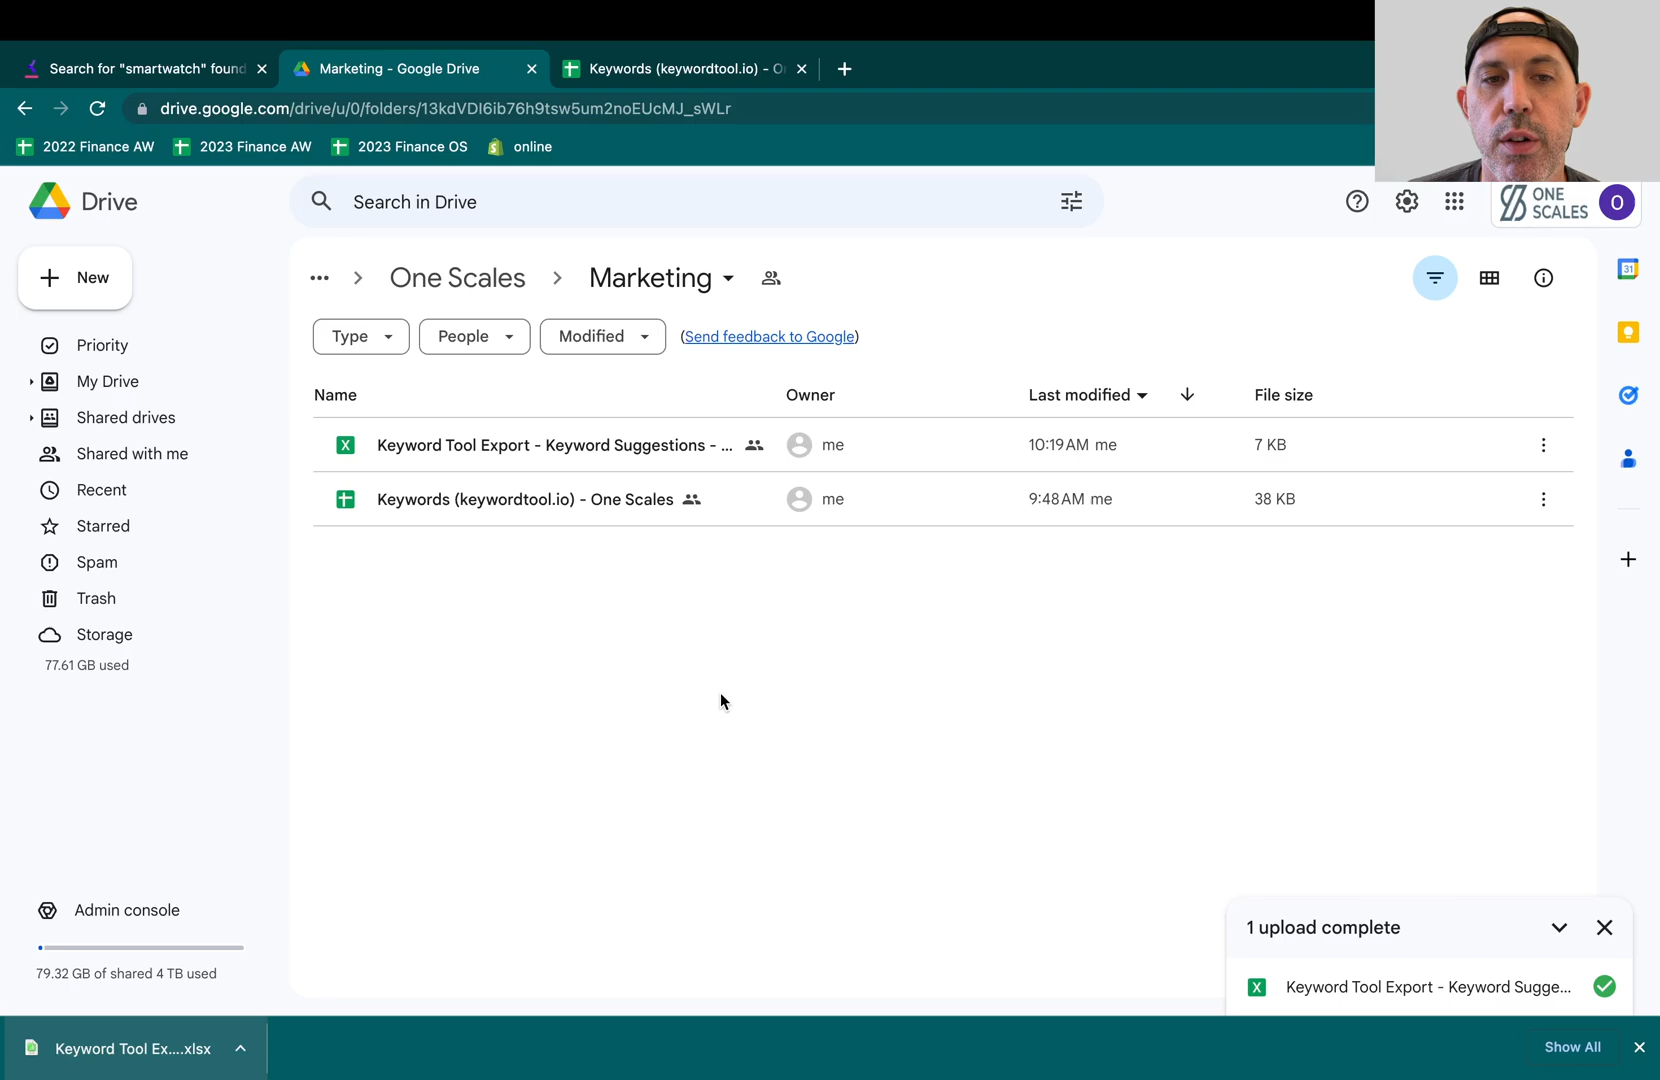 Search for "smartwatch" found
Marketing - Google Drive
Keywords (keywordtool.io) - O
drive.google.com/drive/u/0/folders/13kdVDI6ib76h9tsw5um2noEUcMJ_sWLr
2022 Finance AW
2023 Finance AW
2023 Finance OS
online
Drive
Search in Drive
ONE
SCALES
O
New
One Scales
Marketing
Type
People
Modified
(Send feedback to Google)
Priority
My Drive
Shared drives
Shared with me
Recent
Starred
Spam
Trash
Storage
77.61 GB used
Name
Owner
Last modified
File size
Keyword Tool Export - Keyword Suggestions - ...
me
10:19 AM me
7 KB
Keywords (keywordtool.io) - One Scales
me
9:48 AM me
38 KB
31
Admin console
79.32 GB of shared 4 TB used
1 upload complete
Keyword Tool Export - Keyword Sugge...
Keyword Tool Ex....xlsx
Show All